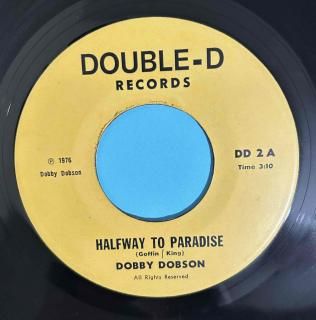 DOUBLE-D
RECORDS
℗ 1976
Dobby Dobson
DD 2 A
Time 3:10
HALFWAY TO PARADISE
(Goffin / King)
DOBBY DOBSON
All Rights Reserved